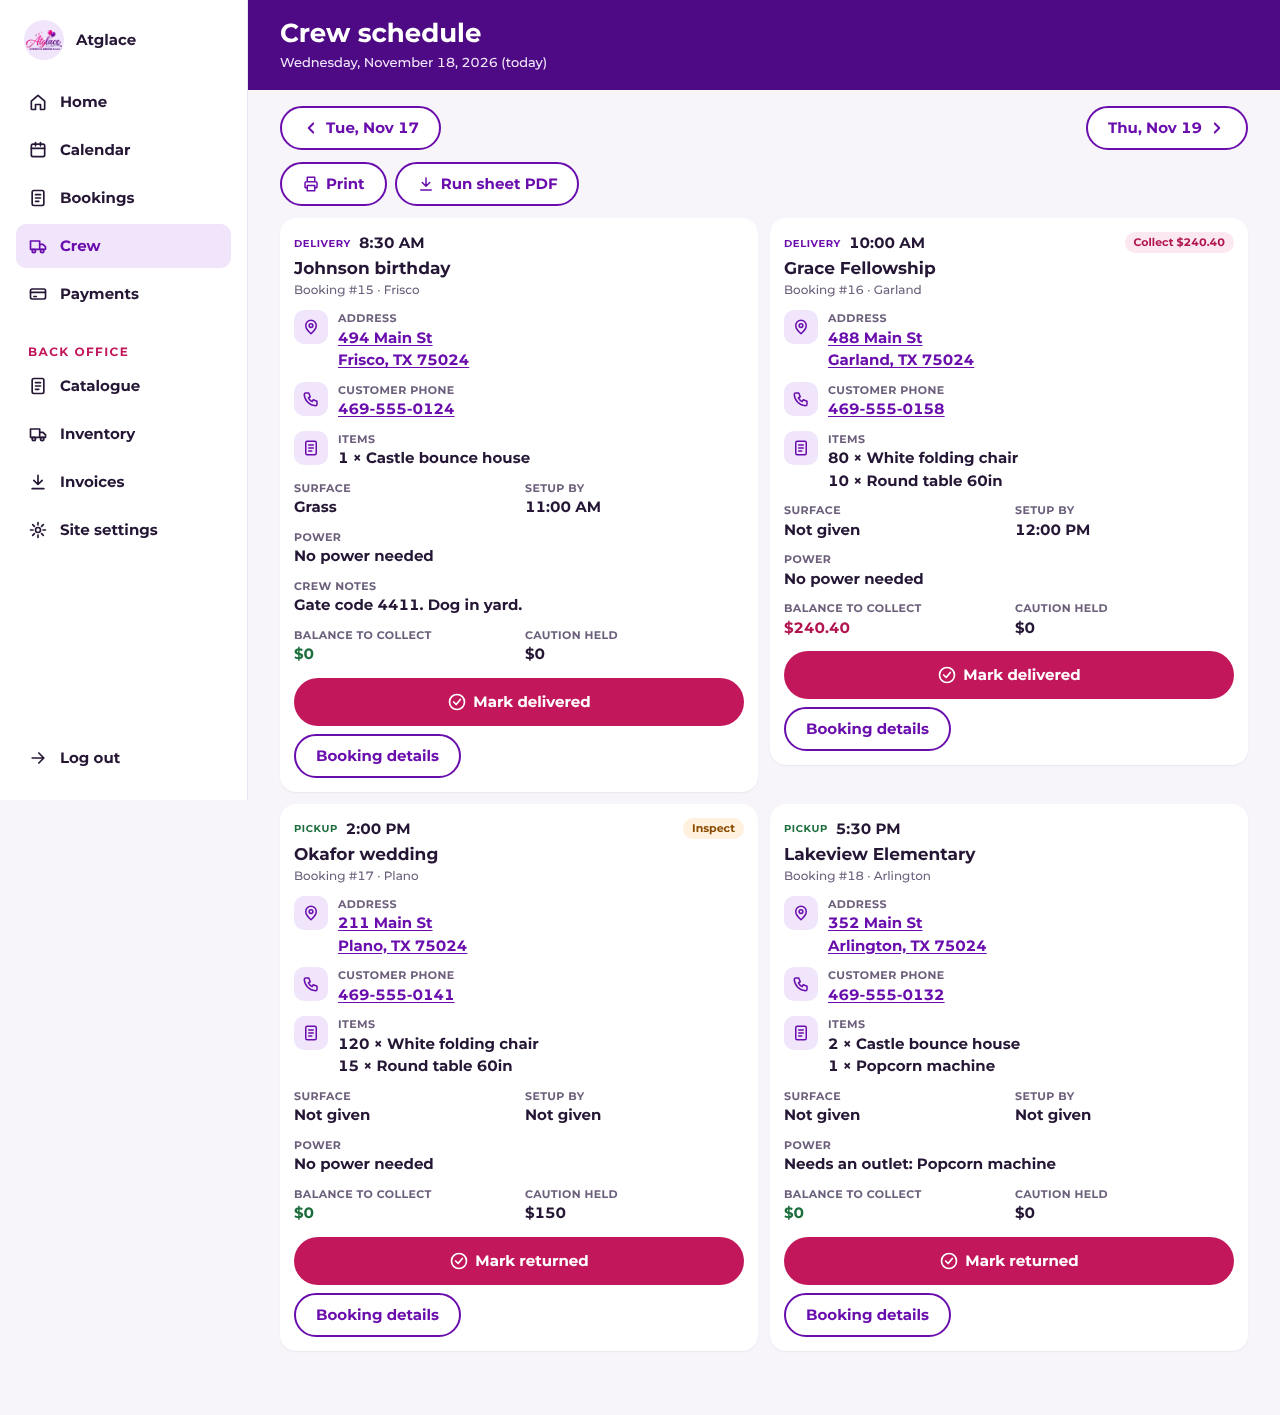 Atglace
Atglace
Home
Calendar
Bookings
Crew
Payments
BACK OFFICE
Catalogue
Inventory
Invoices
Site settings
Log out
Crew schedule
Wednesday, November 18, 2026 (today)
Tue, Nov 17
Thu, Nov 19
Print
Run sheet PDF
DELIVERY 8:30 AM
Johnson birthday
Booking #15 · Frisco
ADDRESS
494 Main St
Frisco, TX 75024
CUSTOMER PHONE
469-555-0124
ITEMS
1 × Castle bounce house
SURFACE
Grass
SETUP BY
11:00 AM
POWER
No power needed
CREW NOTES
Gate code 4411. Dog in yard.
BALANCE TO COLLECT
$0
CAUTION HELD
$0
Mark delivered
Booking details
DELIVERY 10:00 AM
Collect $240.40
Grace Fellowship
Booking #16 · Garland
ADDRESS
488 Main St
Garland, TX 75024
CUSTOMER PHONE
469-555-0158
ITEMS
80 × White folding chair
10 × Round table 60in
SURFACE
Not given
SETUP BY
12:00 PM
POWER
No power needed
BALANCE TO COLLECT
$240.40
CAUTION HELD
$0
Mark delivered
Booking details
PICKUP 2:00 PM
Inspect
Okafor wedding
Booking #17 · Plano
ADDRESS
211 Main St
Plano, TX 75024
CUSTOMER PHONE
469-555-0141
ITEMS
120 × White folding chair
15 × Round table 60in
SURFACE
Not given
SETUP BY
Not given
POWER
No power needed
BALANCE TO COLLECT
$0
CAUTION HELD
$150
Mark returned
Booking details
PICKUP 5:30 PM
Lakeview Elementary
Booking #18 · Arlington
ADDRESS
352 Main St
Arlington, TX 75024
CUSTOMER PHONE
469-555-0132
ITEMS
2 × Castle bounce house
1 × Popcorn machine
SURFACE
Not given
SETUP BY
Not given
POWER
Needs an outlet: Popcorn machine
BALANCE TO COLLECT
$0
CAUTION HELD
$0
Mark returned
Booking details